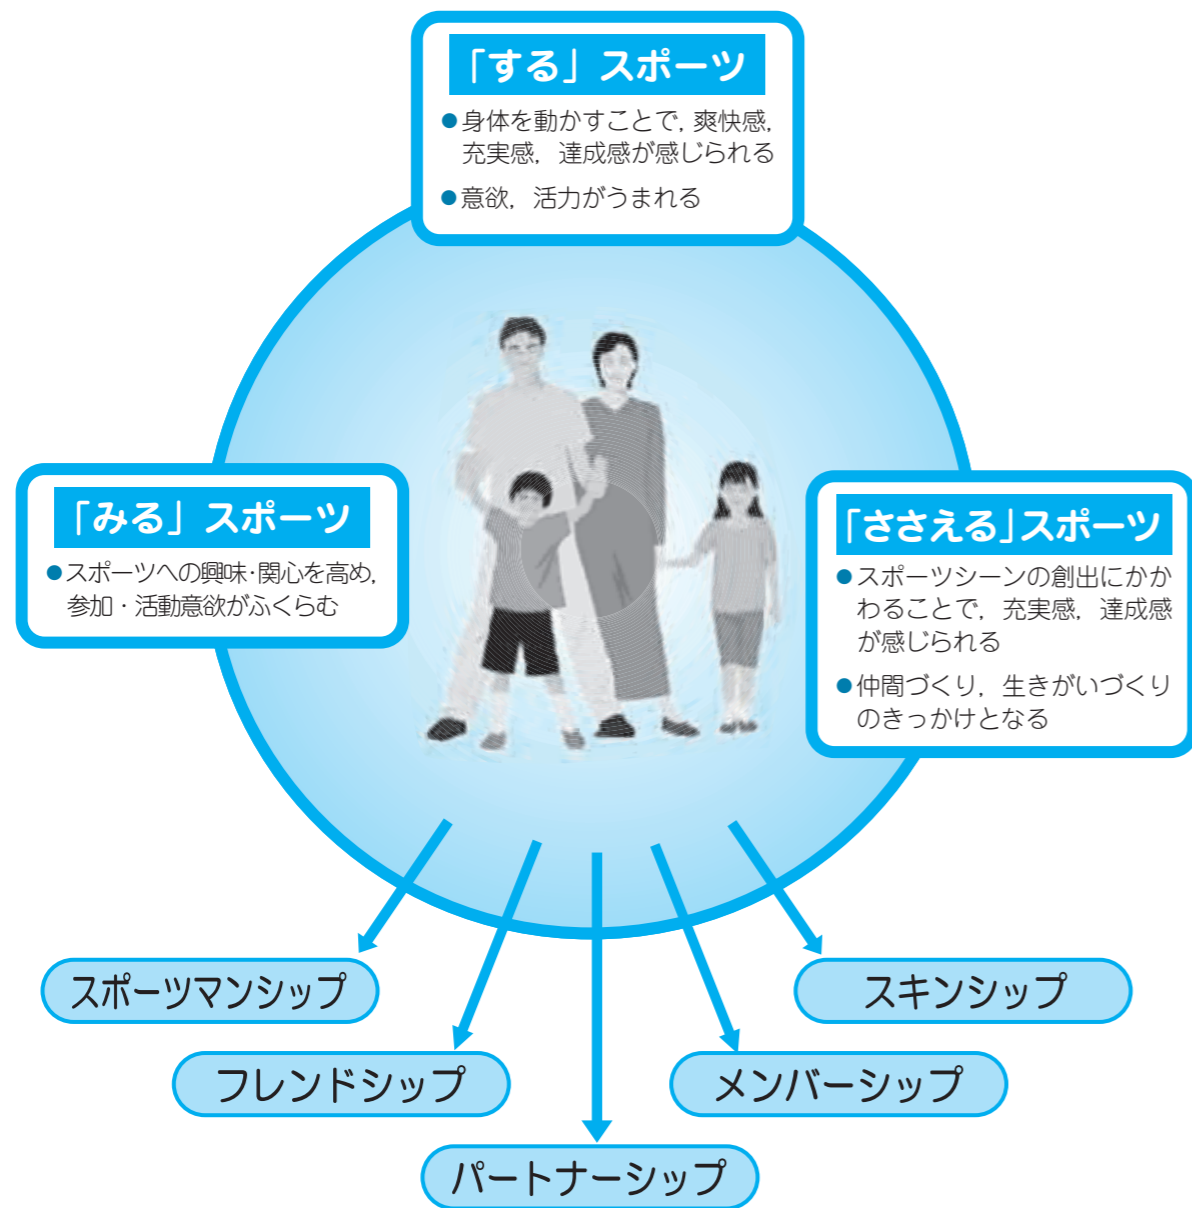 「する」スポーツ
●身体を動かすことで，爽快感，
充実感，達成感が感じられる
●意欲，活力がうまれる
「みる」スポーツ
●スポーツへの興味・関心を高め，
参加・活動意欲がふくらむ
「ささえる」スポーツ
●スポーツシーンの創出にかか
わることで，充実感，達成感
が感じられる
●仲間づくり，生きがいづくり
のきっかけとなる
スポーツマンシップ
スキンシップ
フレンドシップ
メンバーシップ
パートナーシップ